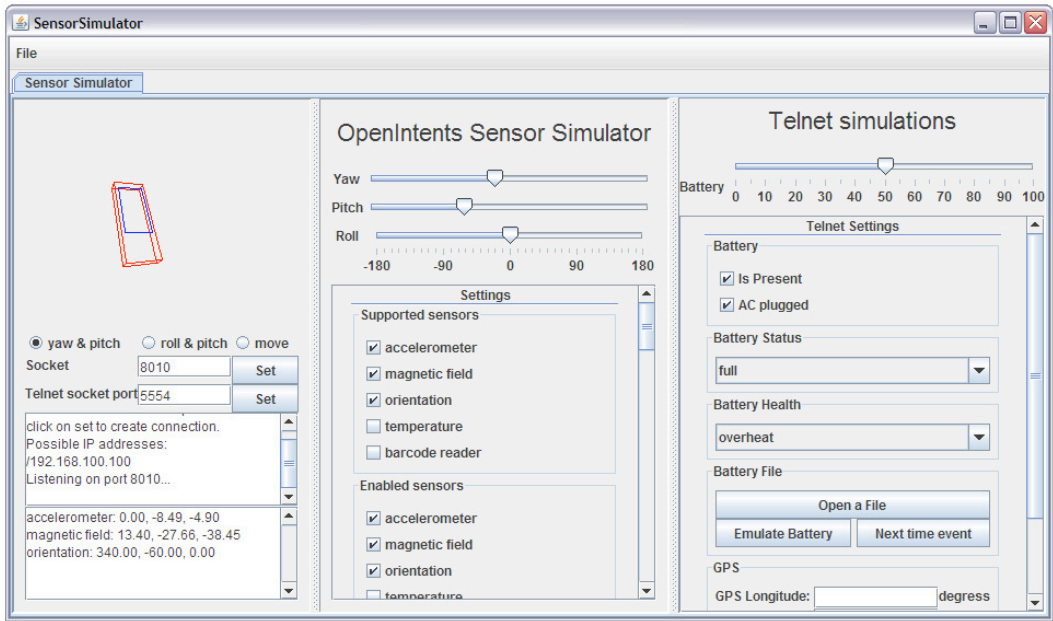 SensorSimulator
File
Sensor Simulator
yaw & pitch roll & pitch move
Socket 8010 Set
Telnet socket port 5554 Set
click on set to create connection.
Possible IP addresses:
/192.168.100.100
Listening on port 8010...
accelerometer: 0.00, -8.49, -4.90
magnetic field: 13.40, -27.66, -38.45
orientation: 340.00, -60.00, 0.00
OpenIntents Sensor Simulator
Yaw
Pitch
Roll
-180 -90 0 90 180
Settings
Supported sensors
accelerometer
magnetic field
orientation
temperature
barcode reader
Enabled sensors
accelerometer
magnetic field
orientation
temperature
Telnet simulations
Battery
0 10 20 30 40 50 60 70 80 90 100
Telnet Settings
Battery
Is Present
AC plugged
Battery Status
full
Battery Health
overheat
Battery File
Open a File
Emulate Battery Next time event
GPS
GPS Longitude: degress